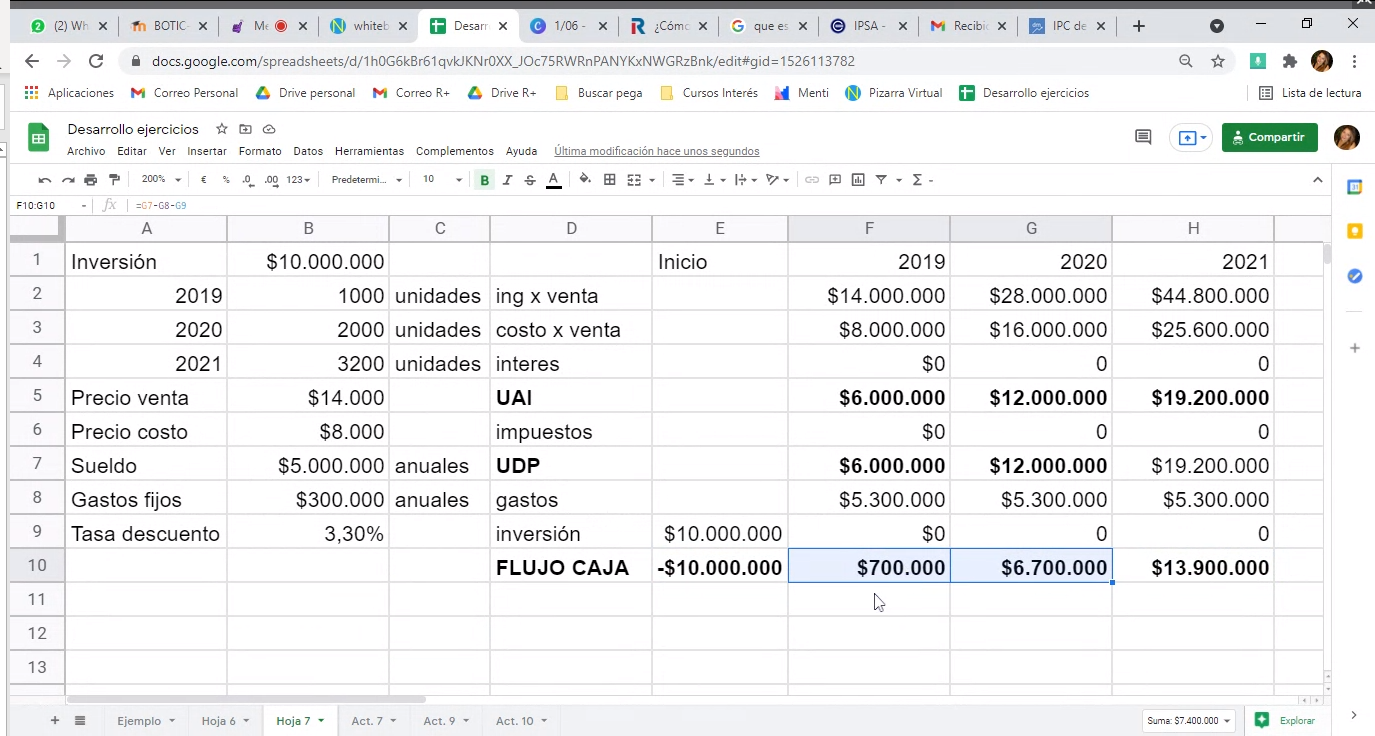 (2) Wh BOTIC- Me whiteb Desarr 1/06 - ¿Cómo que es IPSA - Recibi IPC de
docs.google.com/spreadsheets/d/1h0G6kBr61qvkJKNr0XX_JOc75RWRnPANYKxNWGRzBnk/edit#gid=1526113782
Aplicaciones Correo Personal Drive personal Correo R+ Drive R+ Buscar pega Cursos Interés Menti Pizarra Virtual Desarrollo ejercicios Lista de lectura
Desarrollo ejercicios
Compartir
Archivo Editar Ver Insertar Formato Datos Herramientas Complementos Ayuda Última modificación hace unos segundos
200% € % .0 .00 123 Predetermi... 10 B I S A Σ
F10:G10 fx =G7-G8-G9
A B C D E F G H
1 Inversión $10.000.000 Inicio 2019 2020 2021
2 2019 1000 unidades ing x venta $14.000.000 $28.000.000 $44.800.000
3 2020 2000 unidades costo x venta $8.000.000 $16.000.000 $25.600.000
4 2021 3200 unidades interes $0 0 0
5 Precio venta $14.000 UAI $6.000.000 $12.000.000 $19.200.000
6 Precio costo $8.000 impuestos $0 0 0
7 Sueldo $5.000.000 anuales UDP $6.000.000 $12.000.000 $19.200.000
8 Gastos fijos $300.000 anuales gastos $5.300.000 $5.300.000 $5.300.000
9 Tasa descuento 3,30% inversión $10.000.000 $0 0 0
10 FLUJO CAJA -$10.000.000 $700.000 $6.700.000 $13.900.000
11
12
13
Ejemplo Hoja 6 Hoja 7 Act. 7 Act. 9 Act. 10 Suma: $7.400.000 Explorar